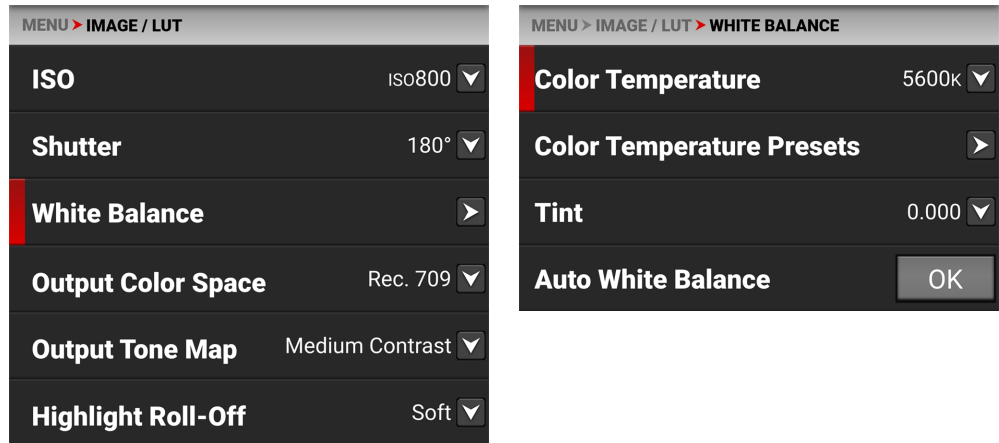 MENU > IMAGE / LUT
ISO ISO800
Shutter 180°
White Balance
Output Color Space Rec. 709
Output Tone Map Medium Contrast
Highlight Roll-Off Soft
MENU > IMAGE / LUT > WHITE BALANCE
Color Temperature 5600K
Color Temperature Presets
Tint 0.000
Auto White Balance OK